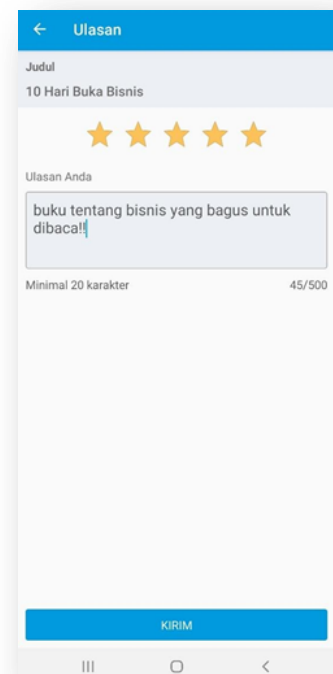 Ulasan
Judul
10 Hari Buka Bisnis
Ulasan Anda
buku tentang bisnis yang bagus untuk
dibaca!!
Minimal 20 karakter 45/500
KIRIM